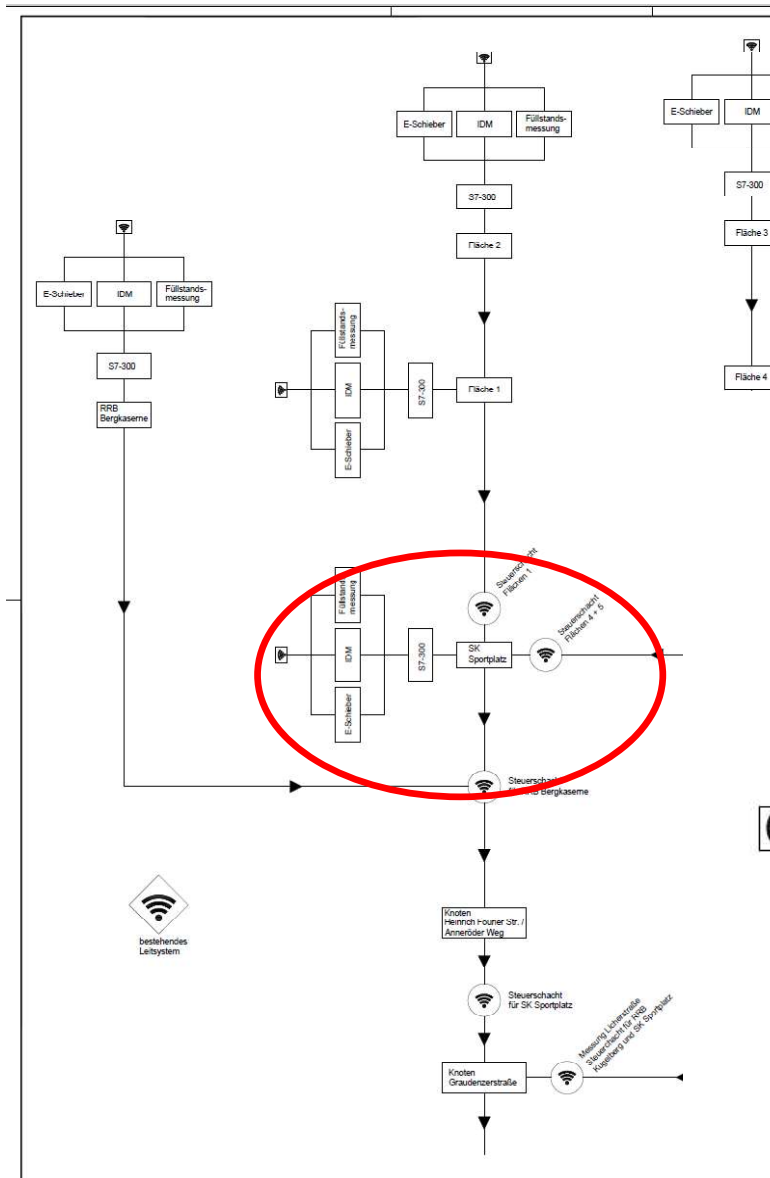 E-Schieber
IDM
Füllstands-
messung
S7-300
Fläche 2
E-Schieber
IDM
S7-300
Fläche 3
Fläche 4
E-Schieber
IDM
Füllstands-
messung
S7-300
RRB
Bergkaserne
Füllstands-
messung
IDM
E-Schieber
S7-300
Fläche 1
Steuerschacht
Flächen 1
Steuerschacht
Flächen 4 + 5
Füllstand
messung
IDM
E-Schieber
S7-300
SK
Sportplatz
Steuerschacht
für RRB Bergkaserne
bestehendes
Leitsystem
Knoten
Heinrich Fourier Str. /
Anneröder Weg
Steuerschacht
für SK Sportplatz
Messung Licherstraße
Steuerchacht für RRB
Kugelberg und SK Sportplatz
Knoten
Graudenzerstraße